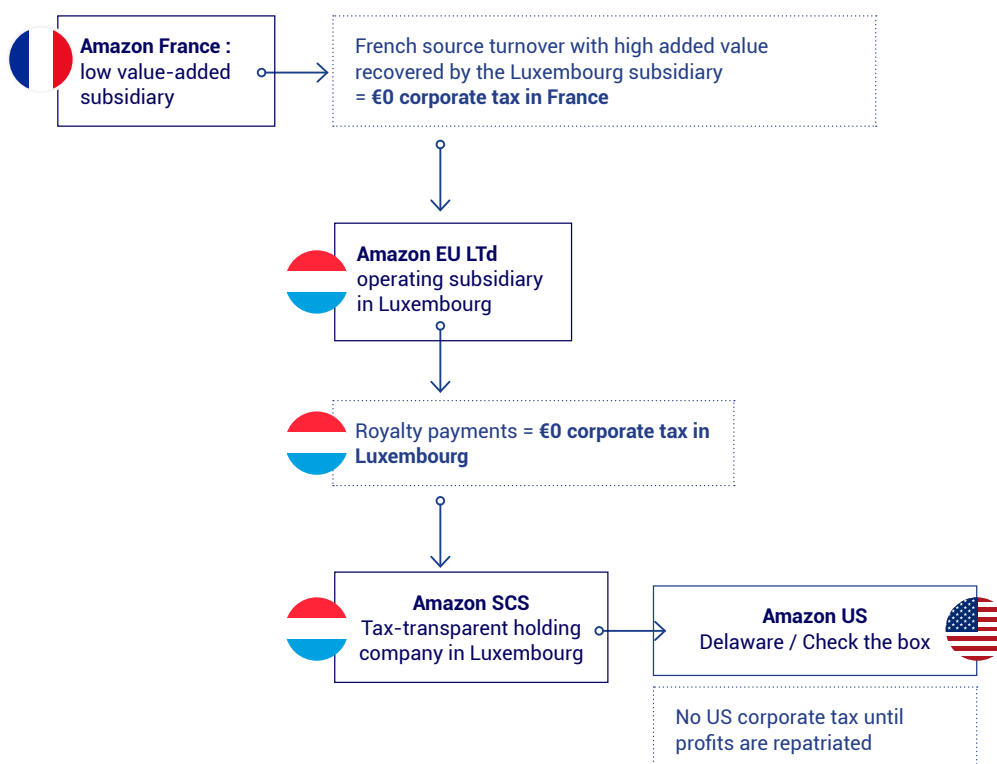 Amazon France :
low value-added
subsidiary
French source turnover with high added value
recovered by the Luxembourg subsidiary
= €0 corporate tax in France
Amazon EU LTd
operating subsidiary
in Luxembourg
Royalty payments = €0 corporate tax in
Luxembourg
Amazon SCS
Tax-transparent holding
company in Luxembourg
Amazon US
Delaware / Check the box
No US corporate tax until
profits are repatriated